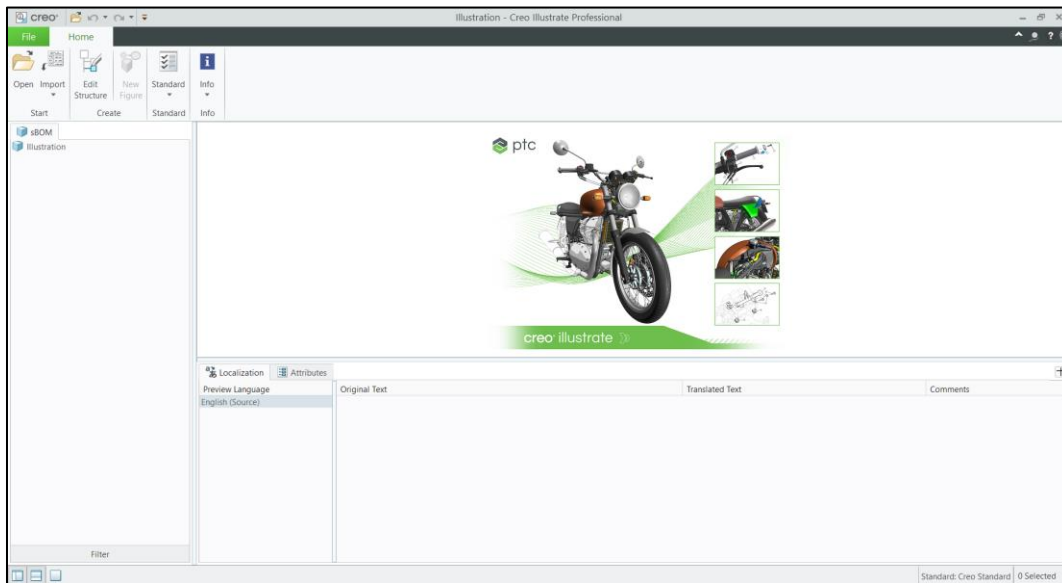 creo
Illustration - Creo Illustrate Professional
File
Home
?
Open
Import
Edit Structure
New Figure
Standard
Info
Start
Create
Standard
Info
sBOM
Illustration
ptc
creo illustrate
Localization
Attributes
Preview Language
Original Text
Translated Text
Comments
English (Source)
Filter
Standard: Creo Standard
0 Selected